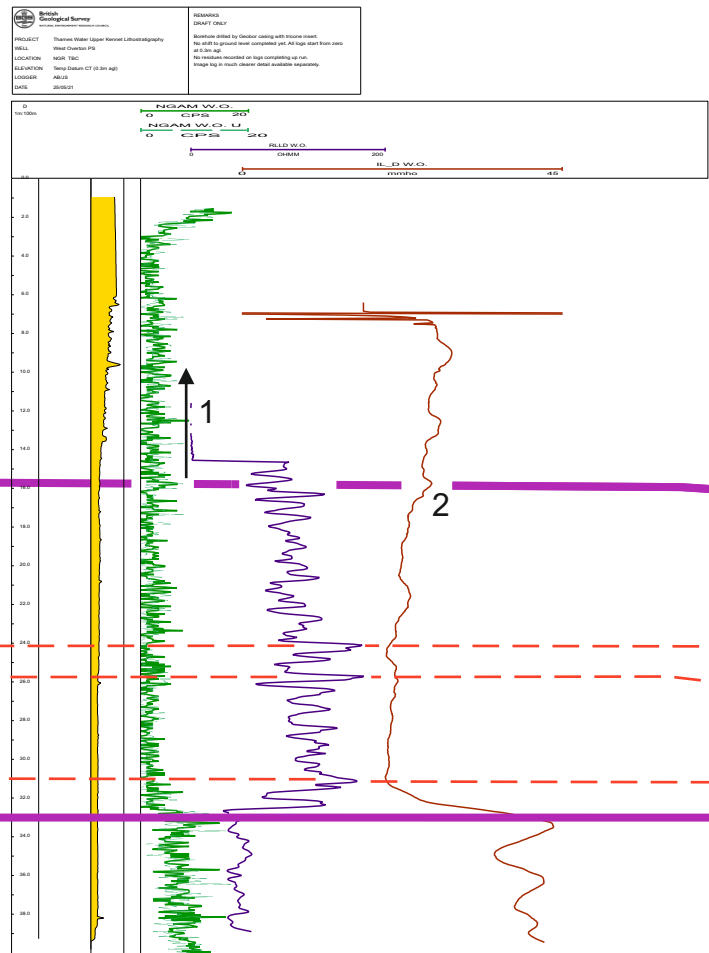 British
Geological Survey
NATURAL ENVIRONMENT RESEARCH COUNCIL
PROJECT Thames Water Upper Kennet Lithostratigraphy
WELL West Overton PS
LOCATION NGR TBC
ELEVATION Temp Datum CT (0.3m agl)
LOGGER AB/JS
DATE 25/05/21
REMARKS
DRAFT ONLY
Borehole drilled by Geobor casing with tricone insert.
No shift to ground level completed yet. All logs start from zero
at 0.3m agl.
No residues recorded on logs completing up run.
Image log in much clearer detail available separately.
D
1m:100m
NGAM W.O.
0 CPS 20
NGAM W.O. U
0 CPS 20
RLLD W.O.
0 OHMM 200
IL_D W.O.
0 mmho 45
0.0
2.0
4.0
6.0
8.0
10.0
12.0
1
14.0
16.0
2
18.0
20.0
22.0
24.0
26.0
28.0
30.0
32.0
34.0
36.0
38.0